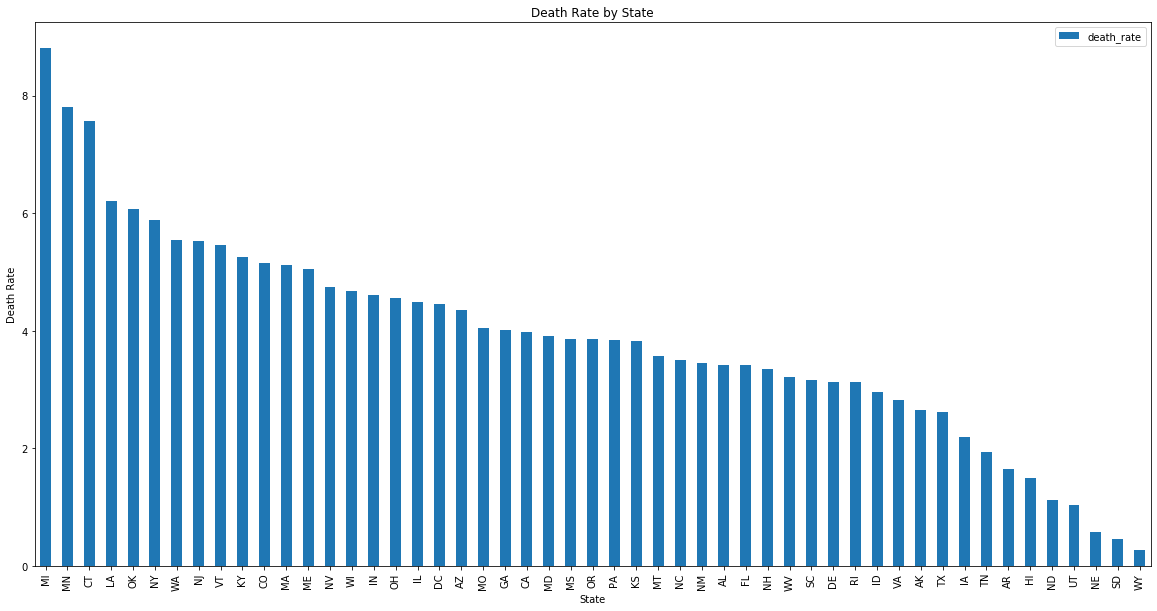 Death Rate by State
death_rate
8
6
4
2
0
Death Rate
MI MN CT LA OK NY WA NJ VT KY CO MA ME NV WI IN OH IL DC AZ MO GA CA MD MS OR PA KS MT NC NM AL FL NH WV SC DE RI ID VA AK TX IA TN AR HI ND UT NE SD WY
State